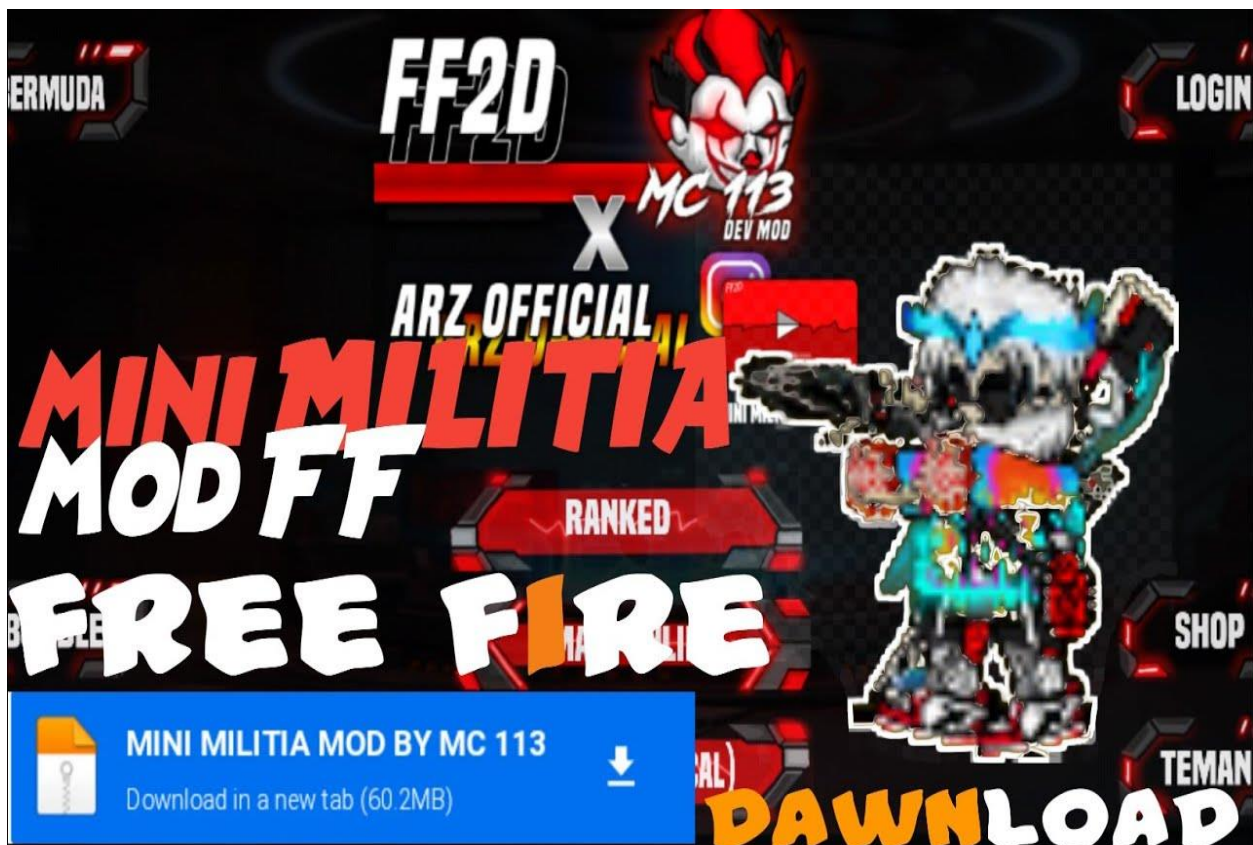 FF2D
LOGIN
MC 113
DEV MOD
X
ARZ OFFICIAL
MINI MILITIA
MOD FF
RANKED
FREE FIRE
SHOP
MINI MILITIA MOD BY MC 113
Download in a new tab (60.2MB)
TEMAN
DAWNLOAD